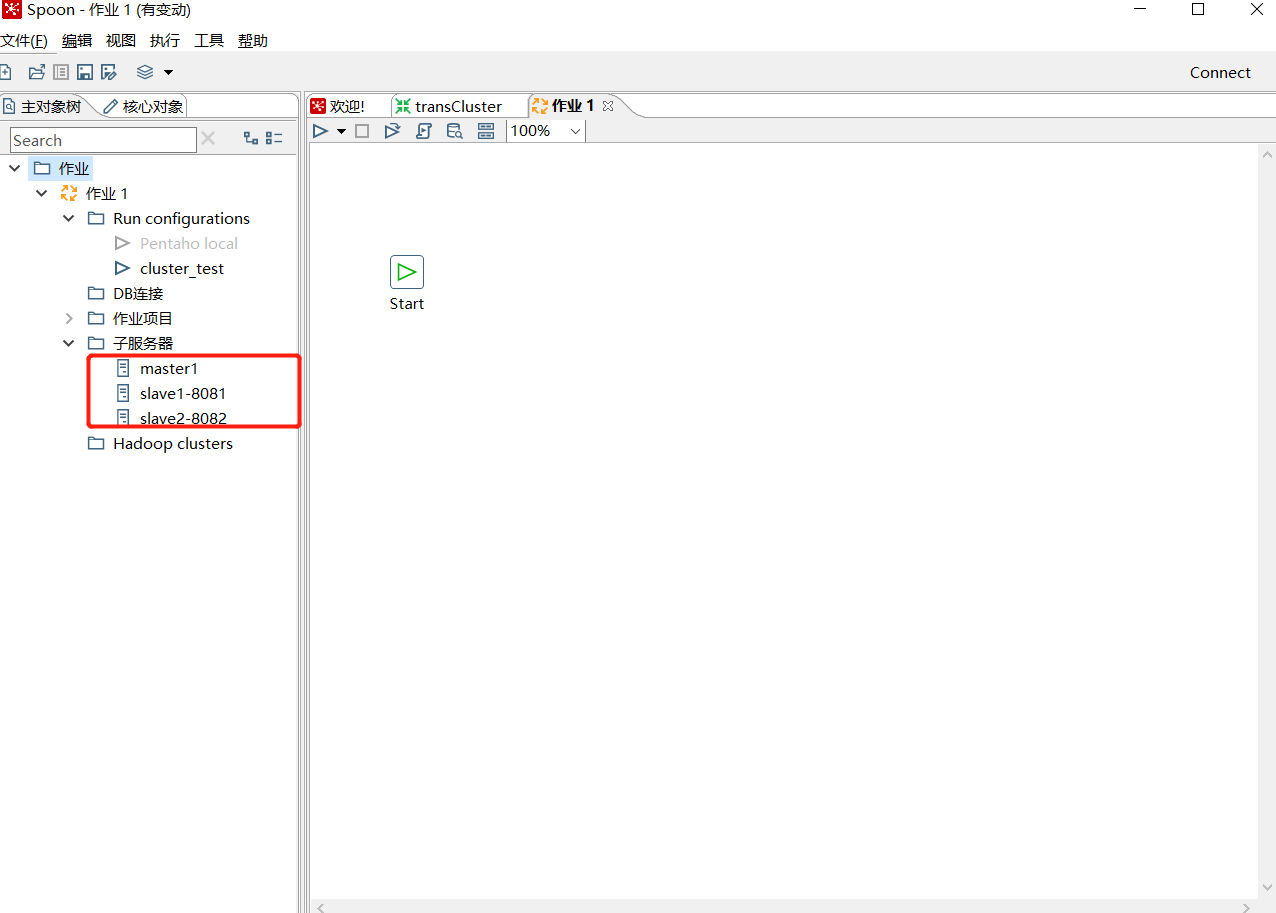 Spoon - 作业 1 (有变动)
文件(F) 编辑 视图 执行 工具 帮助
Connect
主对象树 核心对象
欢迎! transCluster 作业 1
Search
100%
作业
作业 1
Run configurations
Pentaho local
cluster_test
DB连接
作业项目
子服务器
master1
slave1-8081
slave2-8082
Hadoop clusters
Start